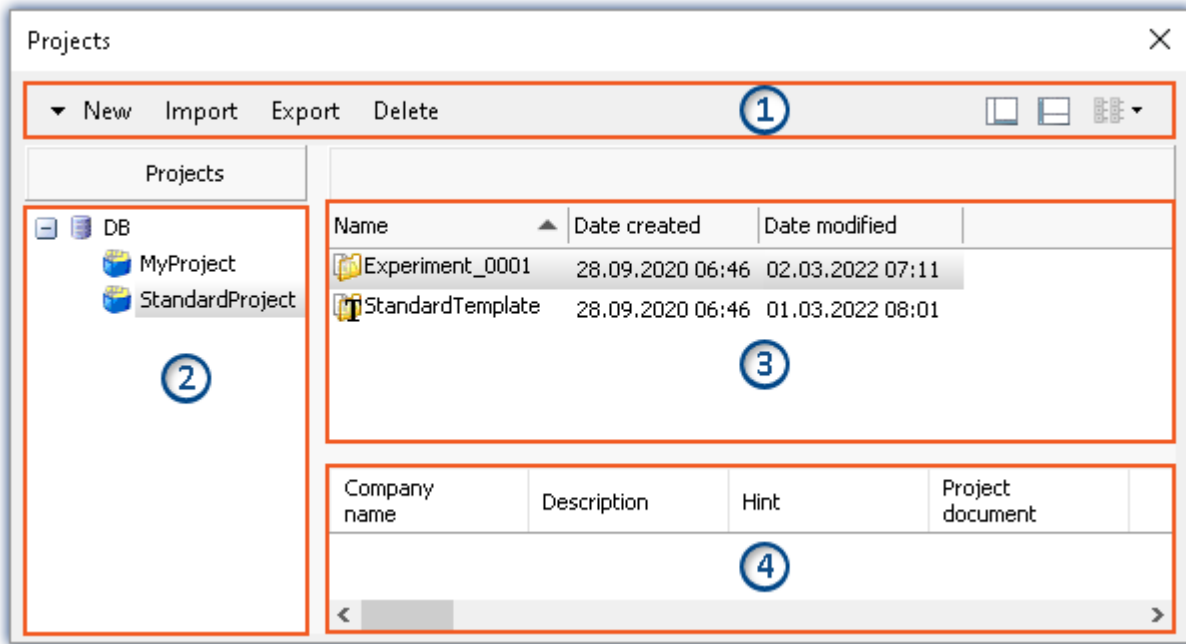 Projects
New Import Export Delete
1
Projects
DB
MyProject
StandardProject
2
Name Date created Date modified
Experiment_0001 28.09.2020 06:46 02.03.2022 07:11
StandardTemplate 28.09.2020 06:46 01.03.2022 08:01
3
Company
name
Description
Hint
Project
document
4